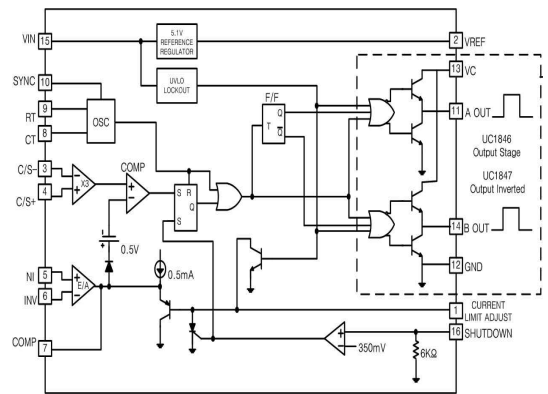 VIN 15
5.1V
REFERENCE
REGULATOR
2 VREF
UVLO
LOCKOUT
13 VC
SYNC 10
RT 9
CT 8
OSC
F/F
Q
T Q
11 A OUT
UC1846
Output Stage
UC1847
Output Inverted
C/S– 3
C/S+ 4
X3
COMP
S R
Q
S
0.5V
14 B OUT
12 GND
NI 5
INV 6
E/A
0.5mA
1 CURRENT
LIMIT ADJUST
16 SHUTDOWN
COMP 7
350mV
6KΩ